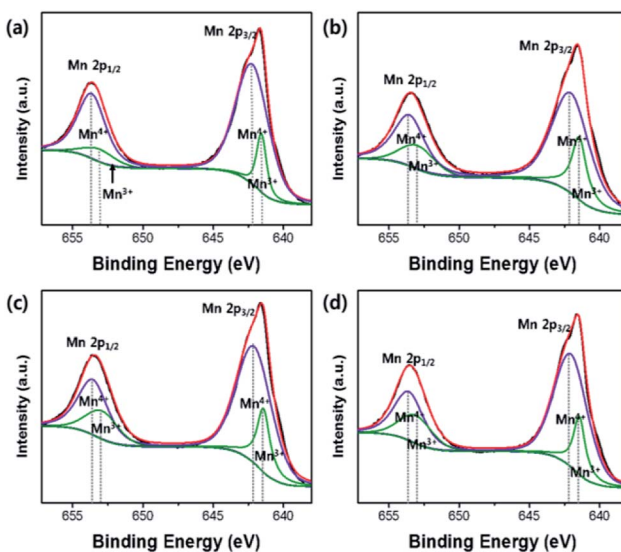 (a)
Mn 2p3/2
Mn 2p1/2
Mn4+
Mn4+
Mn3+
Mn3+
Intensity (a.u.)
655 650 645 640
Binding Energy (eV)
(b)
Mn 2p3/2
Mn 2p1/2
Mn4+
Mn4+
Mn3+
Mn3+
Intensity (a.u.)
655 650 645 640
Binding Energy (eV)
(c)
Mn 2p3/2
Mn 2p1/2
Mn4+
Mn4+
Mn3+
Mn3+
Intensity (a.u.)
655 650 645 640
Binding Energy (eV)
(d)
Mn 2p3/2
Mn 2p1/2
Mn4+
Mn4+
Mn3+
Mn3+
Intensity (a.u.)
655 650 645 640
Binding Energy (eV)